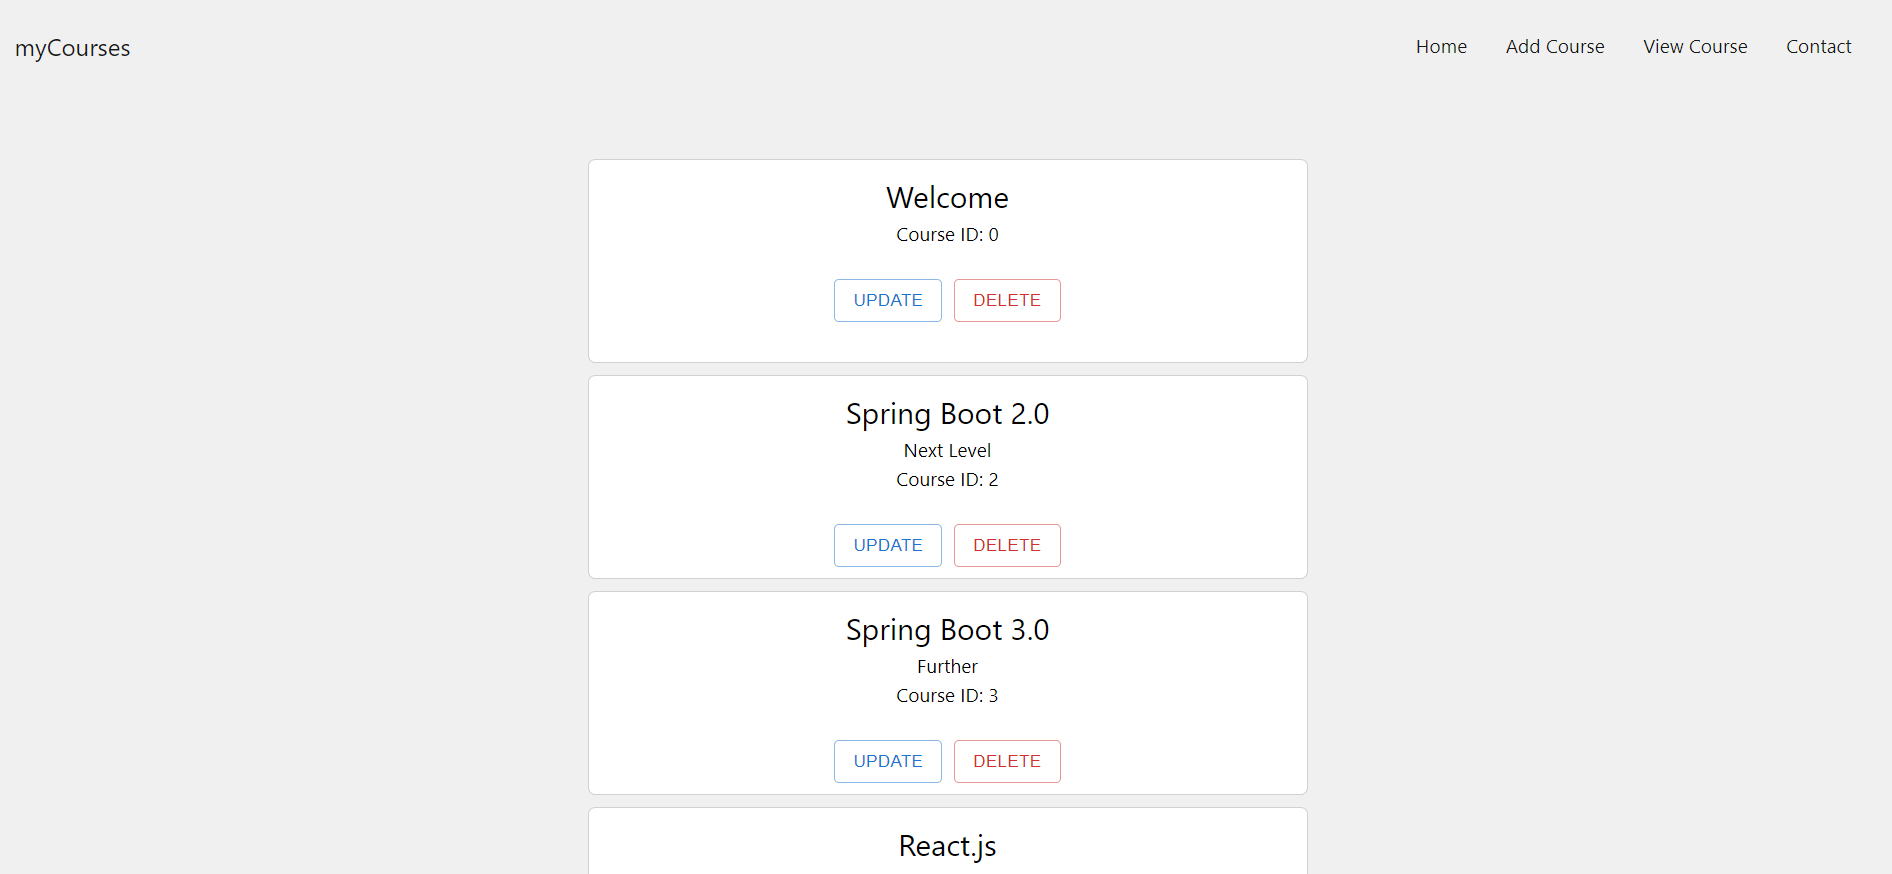 myCourses
Home Add Course View Course Contact
Welcome
Course ID: 0
UPDATE DELETE
Spring Boot 2.0
Next Level
Course ID: 2
UPDATE DELETE
Spring Boot 3.0
Further
Course ID: 3
UPDATE DELETE
React.js